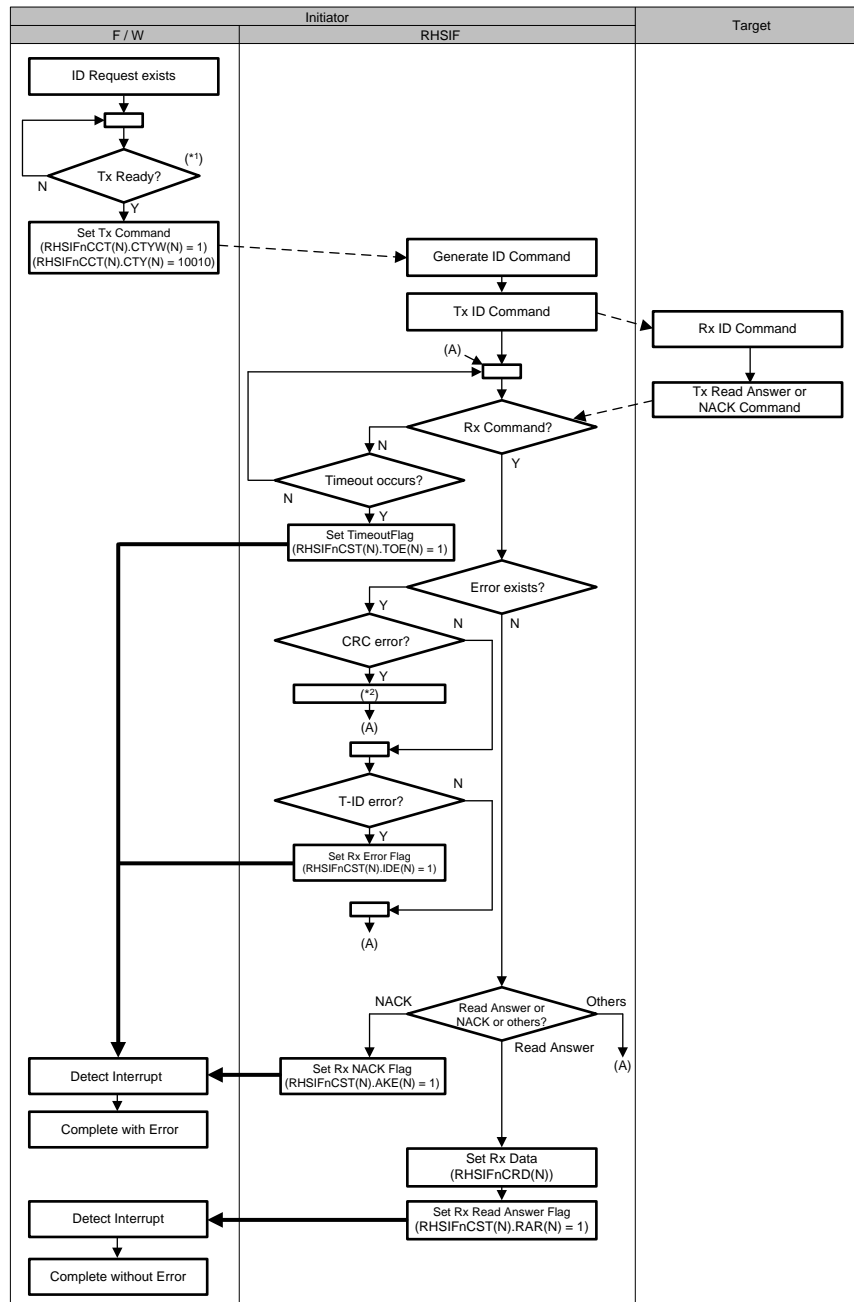 Initiator
Target
F / W
RHSIF
ID Request exists
(*1)
Tx Ready?
N
Y
Set Tx Command
(RHSIFnCCT(N).CTYW(N) = 1)
(RHSIFnCCT(N).CTY(N) = 10010)
Generate ID Command
Tx ID Command
Rx ID Command
(A)
Tx Read Answer or
NACK Command
Rx Command?
N
Y
Timeout occurs?
N
Y
Set TimeoutFlag
(RHSIFnCST(N).TOE(N) = 1)
Error exists?
Y
N
N
CRC error?
Y
(*2)
(A)
N
T-ID error?
Y
Set Rx Error Flag
(RHSIFnCST(N).IDE(N) = 1)
(A)
NACK
Others
Read Answer or
NACK or others?
Read Answer
(A)
Detect Interrupt
Set Rx NACK Flag
(RHSIFnCST(N).AKE(N) = 1)
Complete with Error
Set Rx Data
(RHSIFnCRD(N))
Detect Interrupt
Set Rx Read Answer Flag
(RHSIFnCST(N).RAR(N) = 1)
Complete without Error